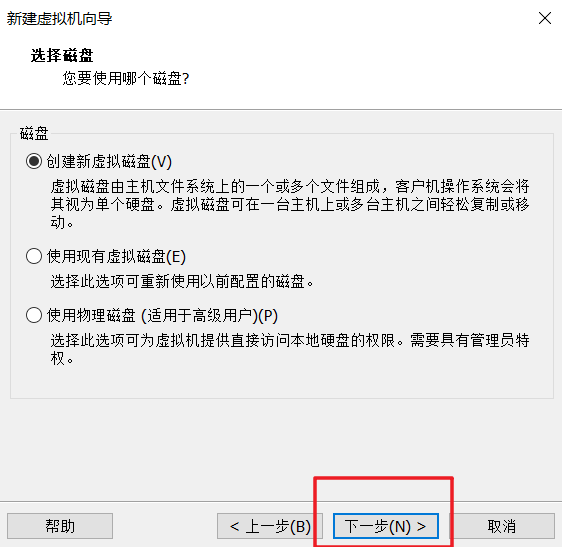 新建虚拟机向导
选择磁盘
您要使用哪个磁盘?
磁盘
创建新虚拟磁盘(V)
虚拟磁盘由主机文件系统上的一个或多个文件组成，客户机操作系统会将
其视为单个硬盘。虚拟磁盘可在一台主机上或多台主机之间轻松复制或移
动。
使用现有虚拟磁盘(E)
选择此选项可重新使用以前配置的磁盘。
使用物理磁盘 (适用于高级用户)(P)
选择此选项可为虚拟机提供直接访问本地硬盘的权限。需要具有管理员特
权。
帮助
< 上一步(B)
下一步(N) >
取消